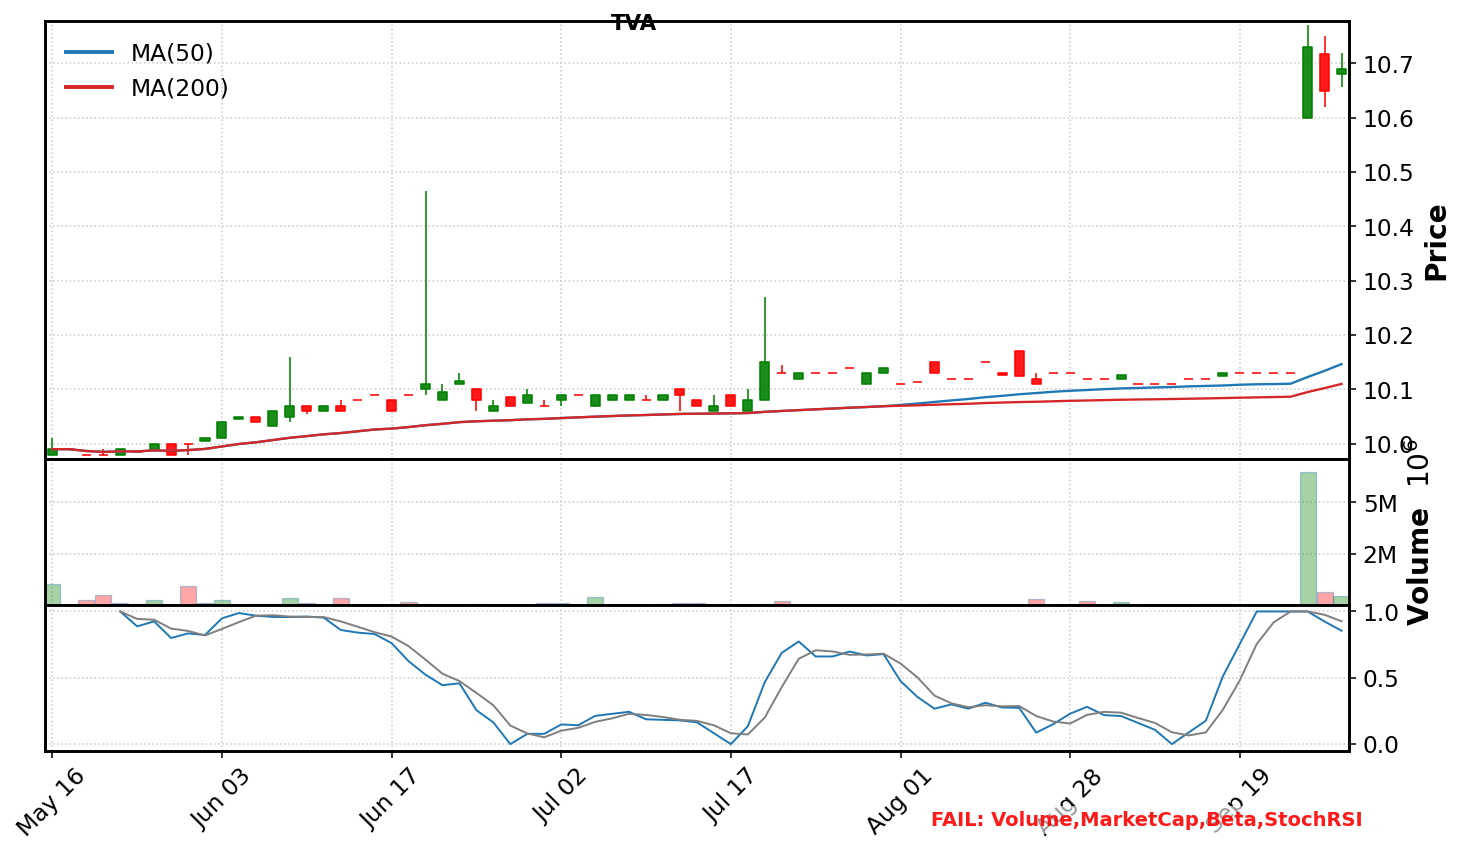 TVA
MA(50)
MA(200)
10.7
10.6
10.5
10.4
10.3
10.2
10.1
10.0
Price
10⁶
5M
2M
Volume
1.0
0.5
0.0
May 16
Jun 03
Jun 17
Jul 02
Jul 17
Aug 01
Aug 28
Sep 19
FAIL: Volume,MarketCap,Beta,StochRSI